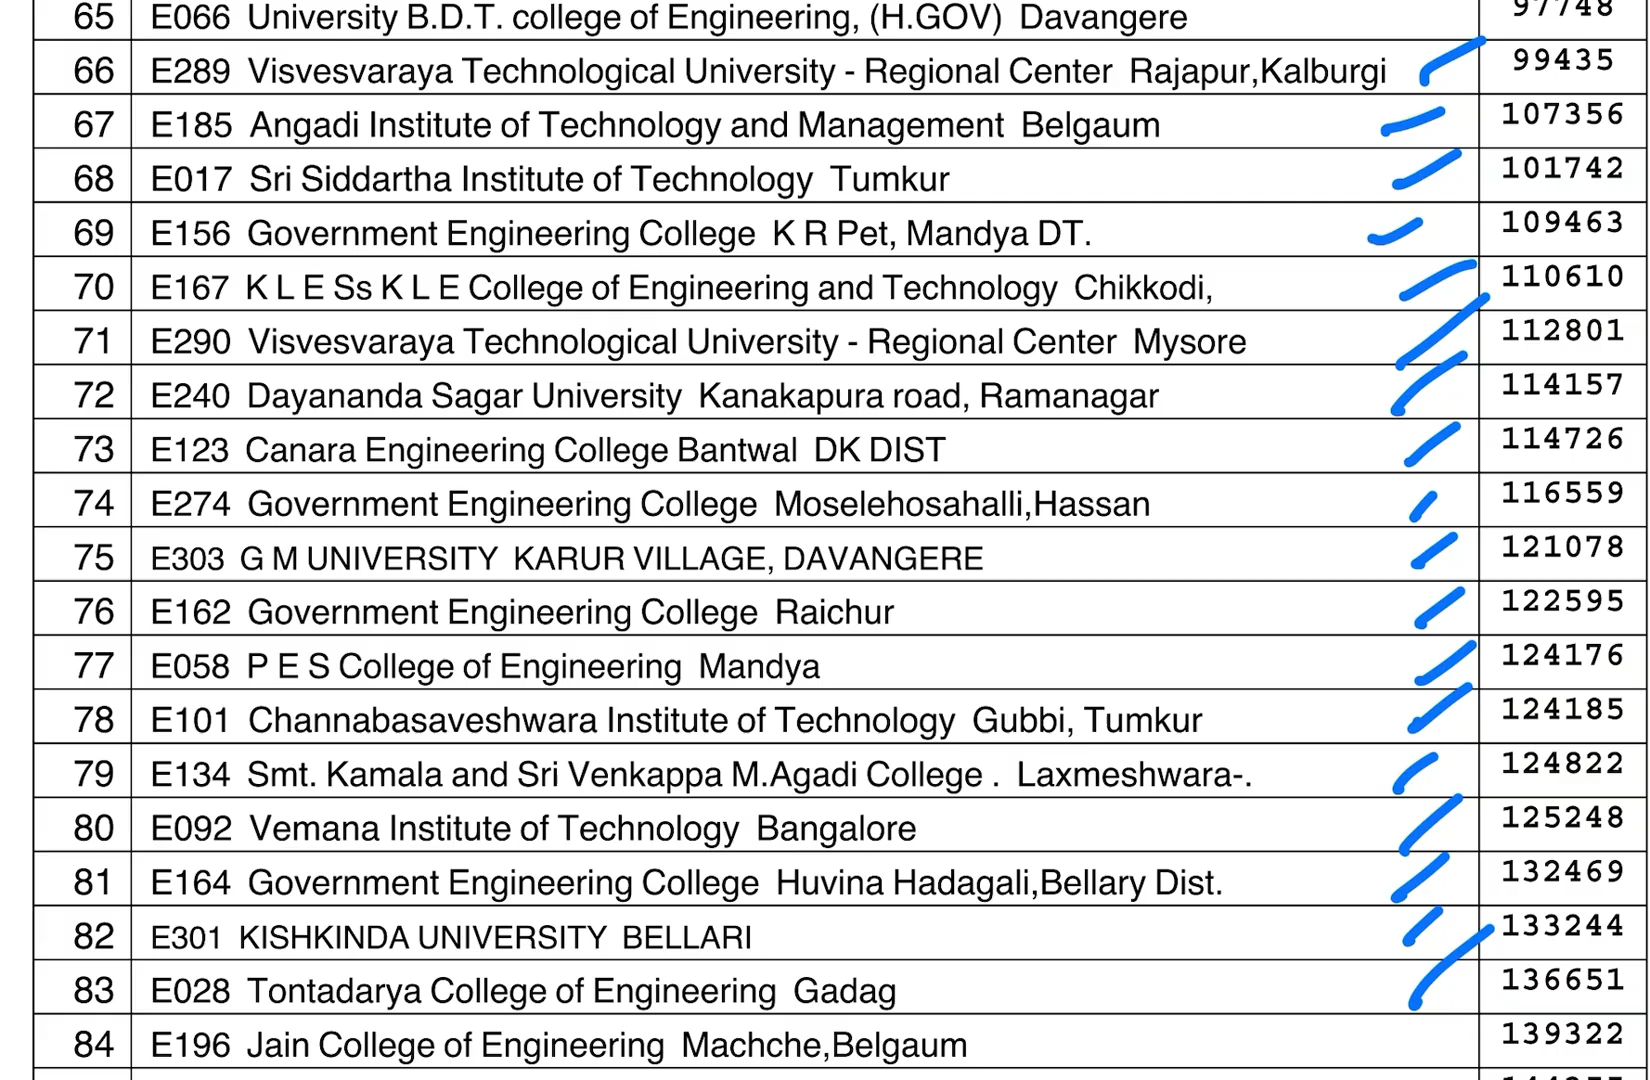 65 E066 University B.D.T. college of Engineering, (H.GOV) Davangere 97748
66 E289 Visvesvaraya Technological University - Regional Center Rajapur,Kalburgi 99435
67 E185 Angadi Institute of Technology and Management Belgaum 107356
68 E017 Sri Siddartha Institute of Technology Tumkur 101742
69 E156 Government Engineering College K R Pet, Mandya DT. 109463
70 E167 K L E Ss K L E College of Engineering and Technology Chikkodi, 110610
71 E290 Visvesvaraya Technological University - Regional Center Mysore 112801
72 E240 Dayananda Sagar University Kanakapura road, Ramanagar 114157
73 E123 Canara Engineering College Bantwal DK DIST 114726
74 E274 Government Engineering College Moselehosahalli,Hassan 116559
75 E303 G M UNIVERSITY KARUR VILLAGE, DAVANGERE 121078
76 E162 Government Engineering College Raichur 122595
77 E058 P E S College of Engineering Mandya 124176
78 E101 Channabasaveshwara Institute of Technology Gubbi, Tumkur 124185
79 E134 Smt. Kamala and Sri Venkappa M.Agadi College . Laxmeshwara-. 124822
80 E092 Vemana Institute of Technology Bangalore 125248
81 E164 Government Engineering College Huvina Hadagali,Bellary Dist. 132469
82 E301 KISHKINDA UNIVERSITY BELLARI 133244
83 E028 Tontadarya College of Engineering Gadag 136651
84 E196 Jain College of Engineering Machche,Belgaum 139322